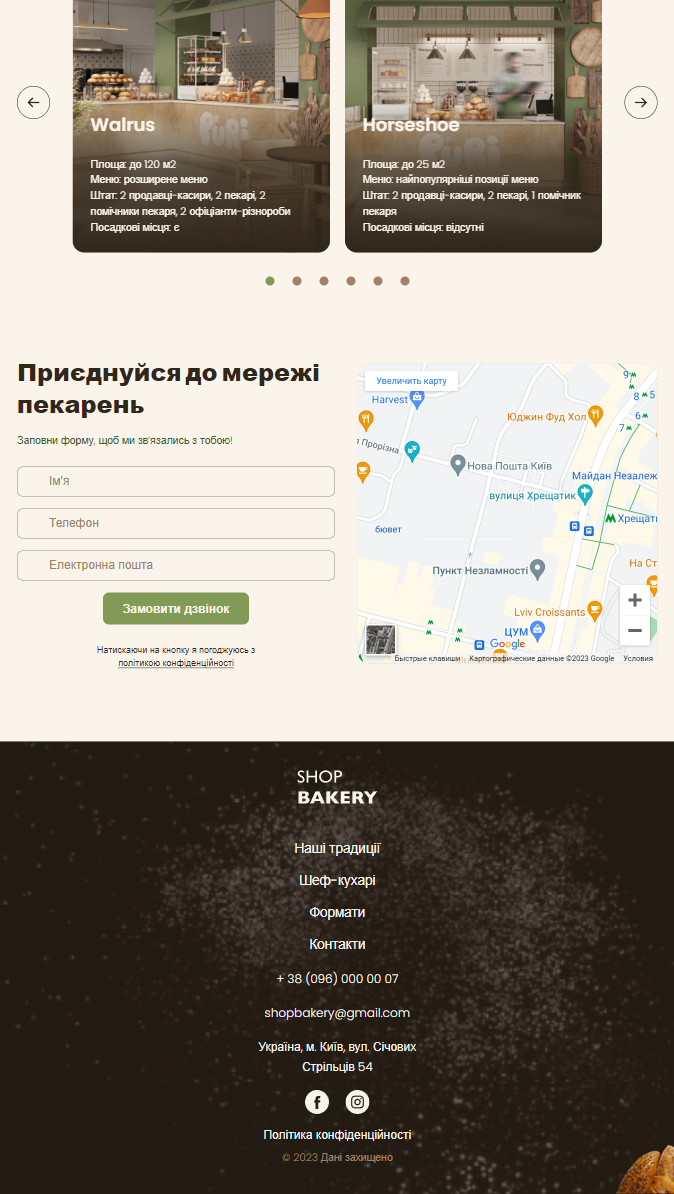 Walrus
Площа: до 120 м2
Меню: розширене меню
Штат: 2 продавці-касири, 2 пекарі, 2
помічники пекаря, 2 офіціанти-різнороби
Посадкові місця: є
Horseshoe
Площа: до 25 м2
Меню: найпопулярніші позиції меню
Штат: 2 продавці-касири, 2 пекарі, 1 помічник
пекаря
Посадкові місця: відсутні
Приєднуйся до мережі
пекарень
Заповни форму, щоб ми зв'язались з тобою!
Ім'я
Телефон
Електронна пошта
Замовити дзвінок
Натискаючи на кнопку я погоджуюсь з
політикою конфіденційності
Увеличить карту
Harvest
Юджин Фуд Хол
9
8
5
6
7
я Прорізна
Нова Пошта Київ
Майдан Незалеж
вулиця Хрещатик
Хрещати
бювет
Пункт Незламності
На Ст
Lviv Croissants
ЦУМ
Google
+
−
Быстрые клавиши
Картографические данные ©2023 Google
Условия
SHOP
BAKERY
Наші традиції
Шеф-кухарі
Формати
Контакти
+ 38 (096) 000 00 07
shopbakery@gmail.com
Україна, м. Київ, вул. Січових
Стрільців 54
Політика конфіденційності
© 2023 Дані захищено